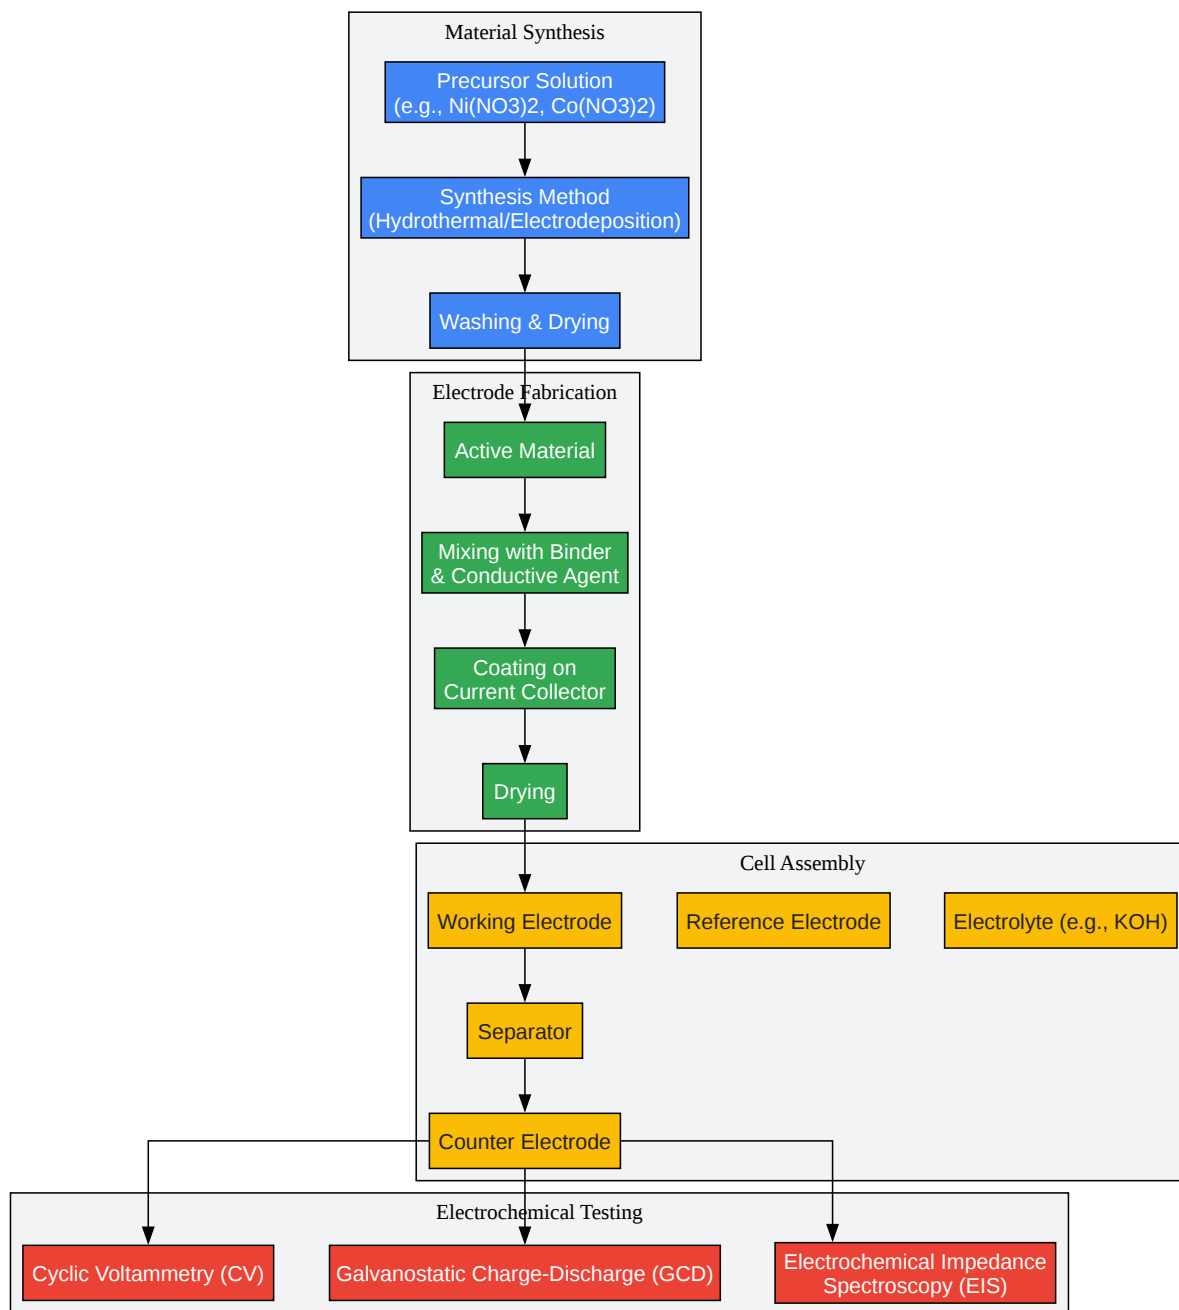 Material Synthesis
Precursor Solution
(e.g., Ni(NO3)2, Co(NO3)2)
Synthesis Method
(Hydrothermal/Electrodeposition)
Washing & Drying
Electrode Fabrication
Active Material
Mixing with Binder
& Conductive Agent
Coating on
Current Collector
Drying
Cell Assembly
Working Electrode
Reference Electrode
Electrolyte (e.g., KOH)
Separator
Counter Electrode
Electrochemical Testing
Cyclic Voltammetry (CV)
Galvanostatic Charge-Discharge (GCD)
Electrochemical Impedance
Spectroscopy (EIS)